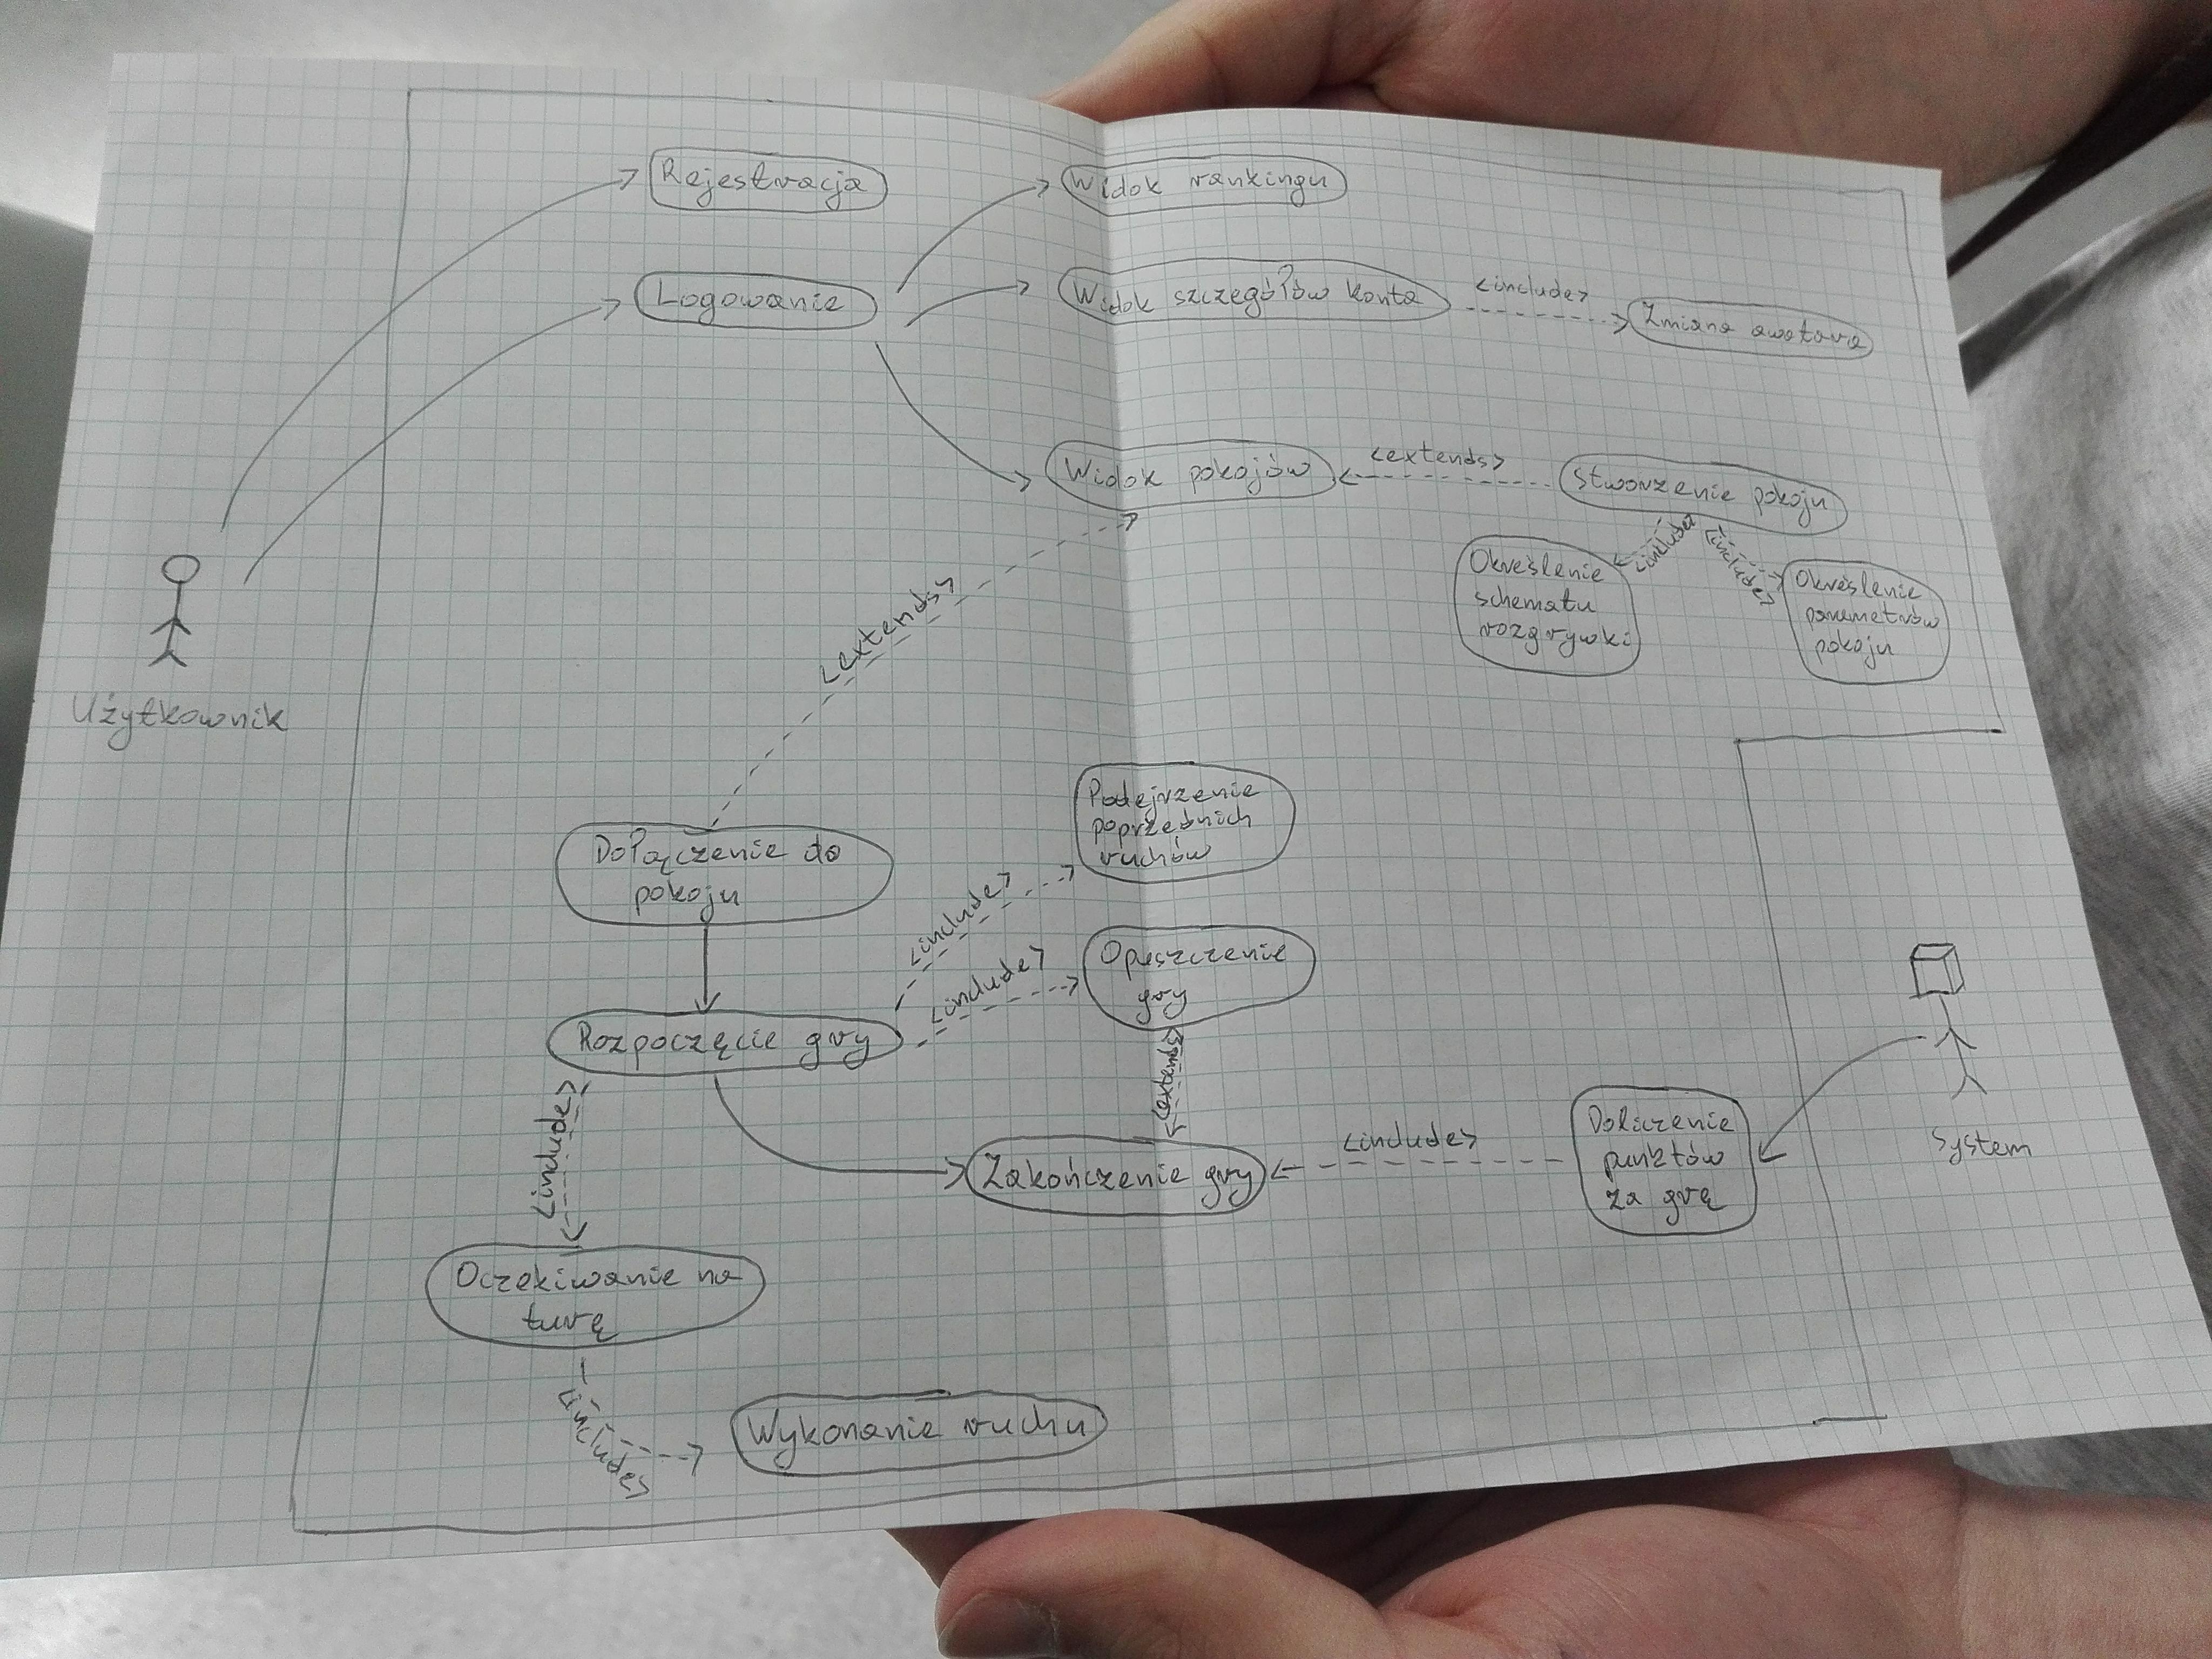 Rejestracja
Widok rankingu
Logowanie
Widok szczegółów konta
<include>
Zmiana awatara
Widok pokojów
<extends>
Stworzenie pokoju
<include>
<include>
Określenie
schematu
rozgrywki
Określenie
parametrów
pokoju
<extends>
Użytkownik
Podejrzenie
poprzednich
ruchów
Dołączenie do
pokoju
<include>
<include>
Opuszczenie
gry
Rozpoczęcie gry
<extends>
<include>
Zakończenie gry
<include>
Doliczenie
punktów
za grę
System
Oczekiwanie na
turę
<include>
Wykonanie ruchu